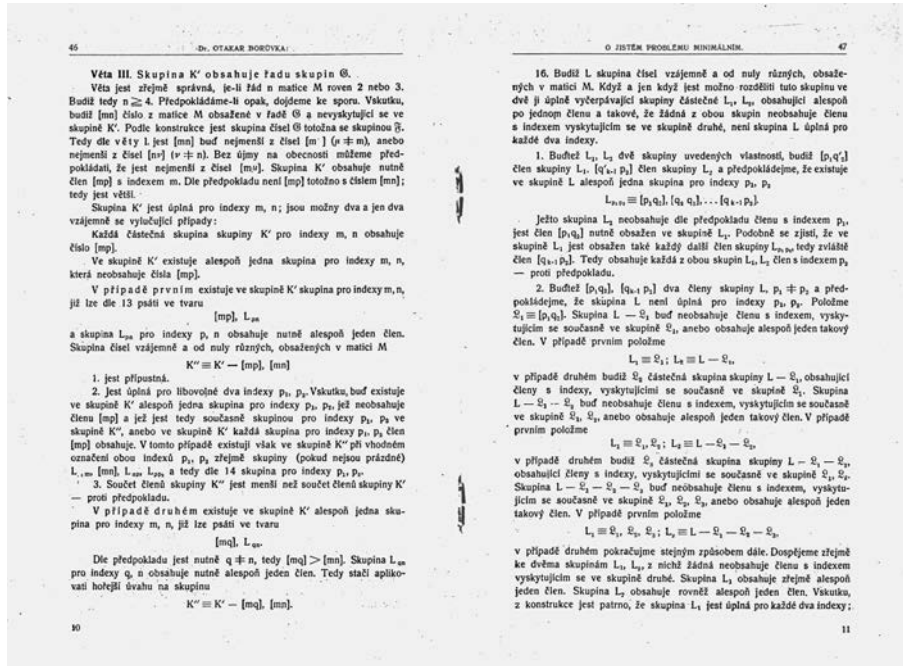 46
Dr. OTAKAR BORŮVKA:
Věta III. Skupina K′ obsahuje řadu skupin 𝔊.
Věta jest zřejmě správná, je-li řád n matice M roven 2 nebo 3.
Budiž tedy n ≧ 4. Předpokládáme-li opak, dojdeme ke sporu. Vskutku,
budiž [mn] číslo z matice M obsažené v řadě 𝔊 a nevyskytující se ve
skupině K′. Podle konstrukce jest skupina čísel 𝔊 totožna se skupinou 𝔉.
Tedy dle věty I. jest [mn] buď nejmenší z čísel [m ] (μ ≠ m), anebo
nejmenší z čísel [nν] (ν ≠ n). Bez újmy na obecnosti můžeme před-
pokládati, že jest nejmenší z čísel [mμ]. Skupina K′ obsahuje nutně
člen [mp] s indexem m. Dle předpokladu není [mp] totožno s číslem [mn];
tedy jest větší.
Skupina K′ jest úplná pro indexy m, n; jsou možny dva a jen dva
vzájemně se vylučující případy:
Každá částečná skupina skupiny K′ pro indexy m, n obsahuje
číslo [mp].
Ve skupině K′ existuje alespoň jedna skupina pro indexy m, n,
která neobsahuje čísla [mp].
V případě prvním existuje ve skupině K′ skupina pro indexy m, n,
již lze dle 13 psáti ve tvaru
[mp], L_pn
a skupina L_pn pro indexy p, n obsahuje nutně alespoň jeden člen.
Skupina čísel vzájemně a od nuly různých, obsažených v matici M
K″ ≡ K′ — [mp], [mn]
1. jest přípustná.
2. Jest úplná pro libovolné dva indexy p₁, p₂. Vskutku, buď existuje
ve skupině K′ alespoň jedna skupina pro indexy p₁, p₂, jež neobsahuje
členu [mp] a jež jest tedy současně skupinou pro indexy p₁, p₂ ve
skupině K″, anebo ve skupině K′ každá skupina pro indexy p₁, p₂ člen
[mp] obsahuje. V tomto případě existují však ve skupině K″ při vhodném
označení obou indexů p₁, p₂ zřejmě skupiny (pokud nejsou prázdné)
[mn], a tedy dle 14 skupina pro indexy p₁, p₂.
3. Součet členů skupiny K″ jest menší než součet členů skupiny K′
— proti předpokladu.
V případě druhém existuje ve skupině K′ alespoň jedna sku-
pina pro indexy m, n, již lze psáti ve tvaru
[mq], L_qn.
Dle předpokladu jest nutně q ≠ n, tedy [mq] > [mn]. Skupina L_qn
pro indexy q, n obsahuje nutně alespoň jeden člen. Tedy stačí apliko-
vati hořejší úvahu na skupinu
K″ ≡ K′ — [mq], [mn].
10
O JISTÉM PROBLÉMU MINIMÁLNÍM.
47
16. Budiž L skupina čísel vzájemně a od nuly různých, obsaže-
ných v matici M. Když a jen když jest možno rozděliti tuto skupinu ve
dvě ji úplně vyčerpávající skupiny částečné L₁, L₂, obsahující alespoň
po jednom členu a takové, že žádná z obou skupin neobsahuje členu
s indexem vyskytujícím se ve skupině druhé, není skupina L úplná pro
každé dva indexy.
1. Buďtež L₁, L₂ dvě skupiny uvedených vlastností, budiž [p₁q′₂]
člen skupiny L₁, [q′ₖ₋₁ p₂] člen skupiny L₂ a předpokládejme, že existuje
ve skupině L alespoň jedna skupina pro indexy p₁, p₂
L_p₁p₂ ≡ [p₁q₂], [q₂ q₃], . . . [qₖ₋₁ p₂].
Ježto skupina L₂ neobsahuje dle předpokladu členu s indexem p₁,
jest člen [p₁q₂] nutně obsažen ve skupině L₁. Podobně se zjistí, že ve
skupině L₁ jest obsažen také každý další člen skupiny L_p₁p₂, tedy zvláště
člen [qₖ₋₁ p₂]. Tedy obsahuje každá z obou skupin L₁, L₂ člen s indexem p₂
— proti předpokladu.
2. Buďtež [p₁q₂], [qₖ₋₁ p₂] dva členy skupiny L, p₁ ≠ p₂ a před-
pokládejme, že skupina L není úplná pro indexy p₁, p₂. Položme
𝔏₁ ≡ [p₁q₂]. Skupina L — 𝔏₁ buď neobsahuje členu s indexem, vysky-
tujícím se současně ve skupině 𝔏₁, anebo obsahuje alespoň jeden takový
člen. V případě prvním položme
L₁ ≡ 𝔏₁; L₂ ≡ L — 𝔏₁,
v případě druhém budiž 𝔏₂ částečná skupina skupiny L — 𝔏₁, obsahující
členy s indexy, vyskytujícími se současně ve skupině 𝔏₁. Skupina
L — 𝔏₁ — 𝔏₂ buď neobsahuje členu s indexem, vyskytujícím se současně
ve skupině 𝔏₁, 𝔏₂ anebo obsahuje alespoň jeden takový člen. V případě
prvním položme
L₁ ≡ 𝔏₁, 𝔏₂; L₂ ≡ L — 𝔏₁ — 𝔏₂,
v případě druhém budiž 𝔏₃ částečná skupina skupiny L — 𝔏₁ — 𝔏₂,
obsahující členy s indexy, vyskytujícími se současně ve skupině 𝔏₁, 𝔏₂.
Skupina L — 𝔏₁ — 𝔏₂ — 𝔏₃ buď neobsahuje členu s indexem, vyskytu-
jícím se současně ve skupině 𝔏₁, 𝔏₂, 𝔏₃, anebo obsahuje alespoň jeden
takový člen. V případě prvním položme
L₁ ≡ 𝔏₁, 𝔏₂, 𝔏₃; L₂ ≡ L — 𝔏₁ — 𝔏₂ — 𝔏₃,
v případě druhém pokračujme stejným způsobem dále. Dospějeme zřejmě
ke dvěma skupinám L₁, L₂, z nichž žádná neobsahuje členu s indexem
vyskytujícím se ve skupině druhé. Skupina L₁ obsahuje zřejmě alespoň
jeden člen. Skupina L₂ obsahuje rovněž alespoň jeden člen. Vskutku,
z konstrukce jest patrno, že skupina L₁ jest úplná pro každé dva indexy;
11